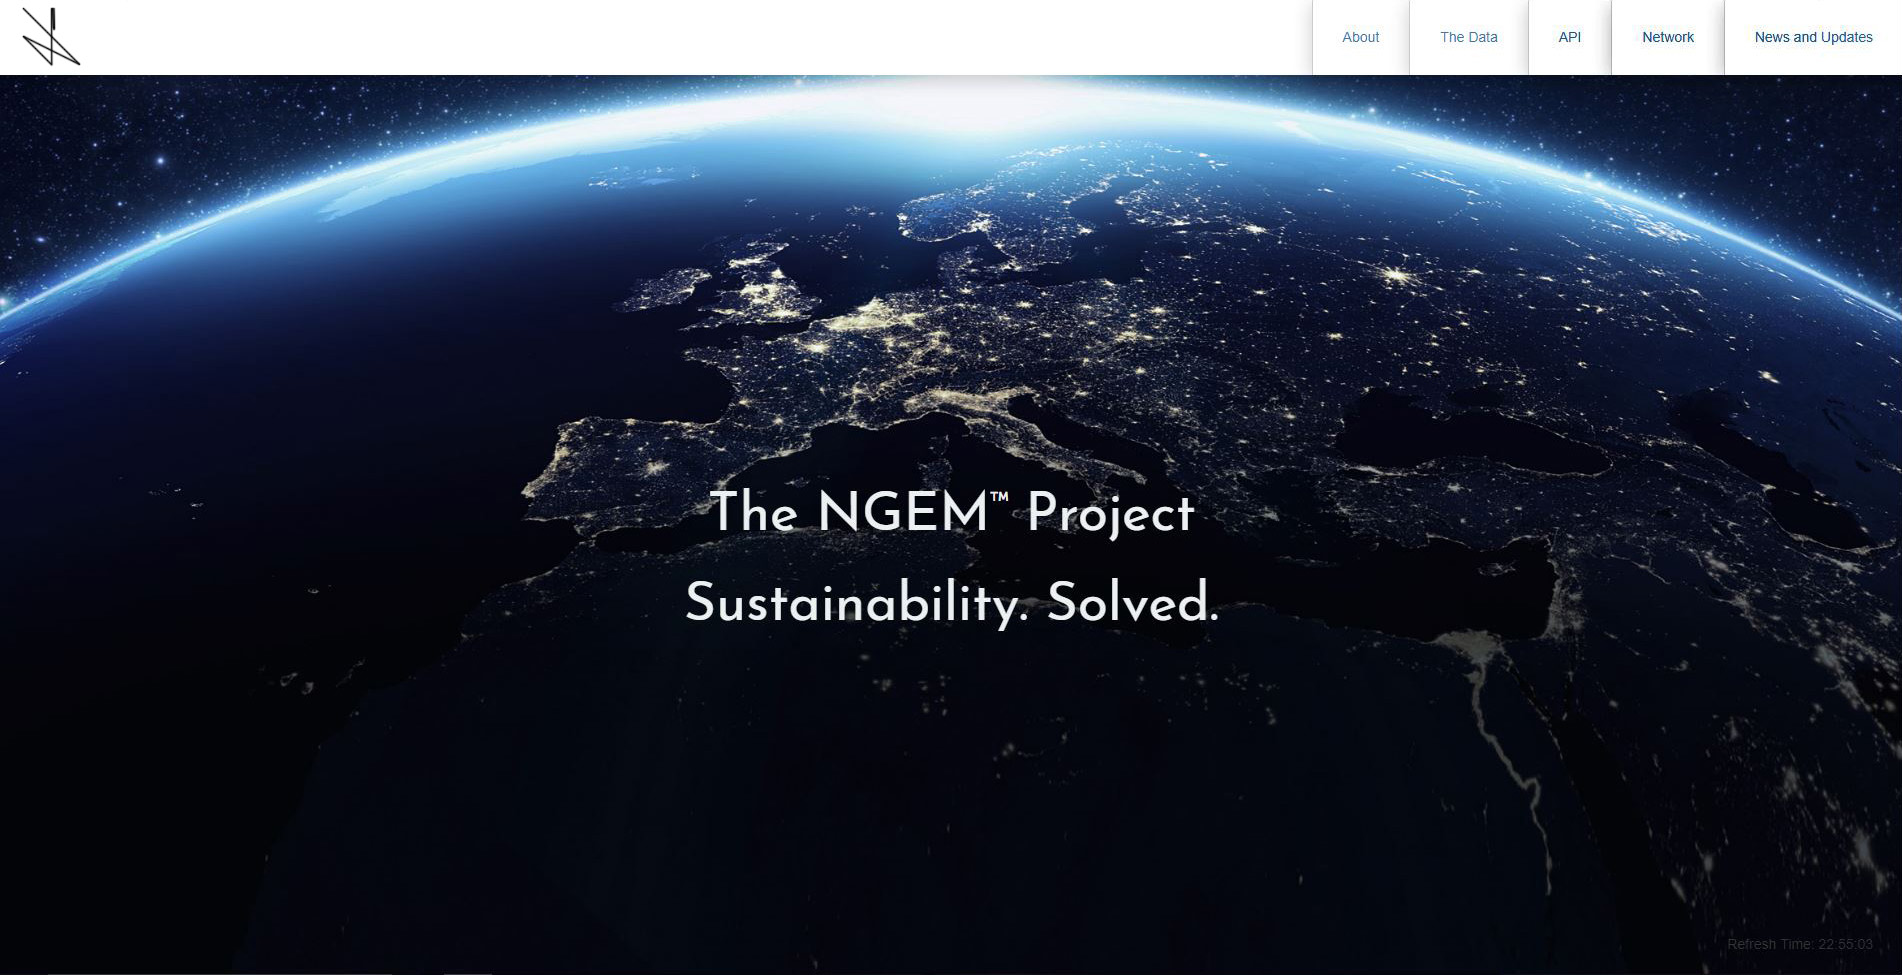 About
The Data
API
Network
News and Updates
The NGEM™ Project
Sustainability. Solved.
Refresh Time: 22:55:03